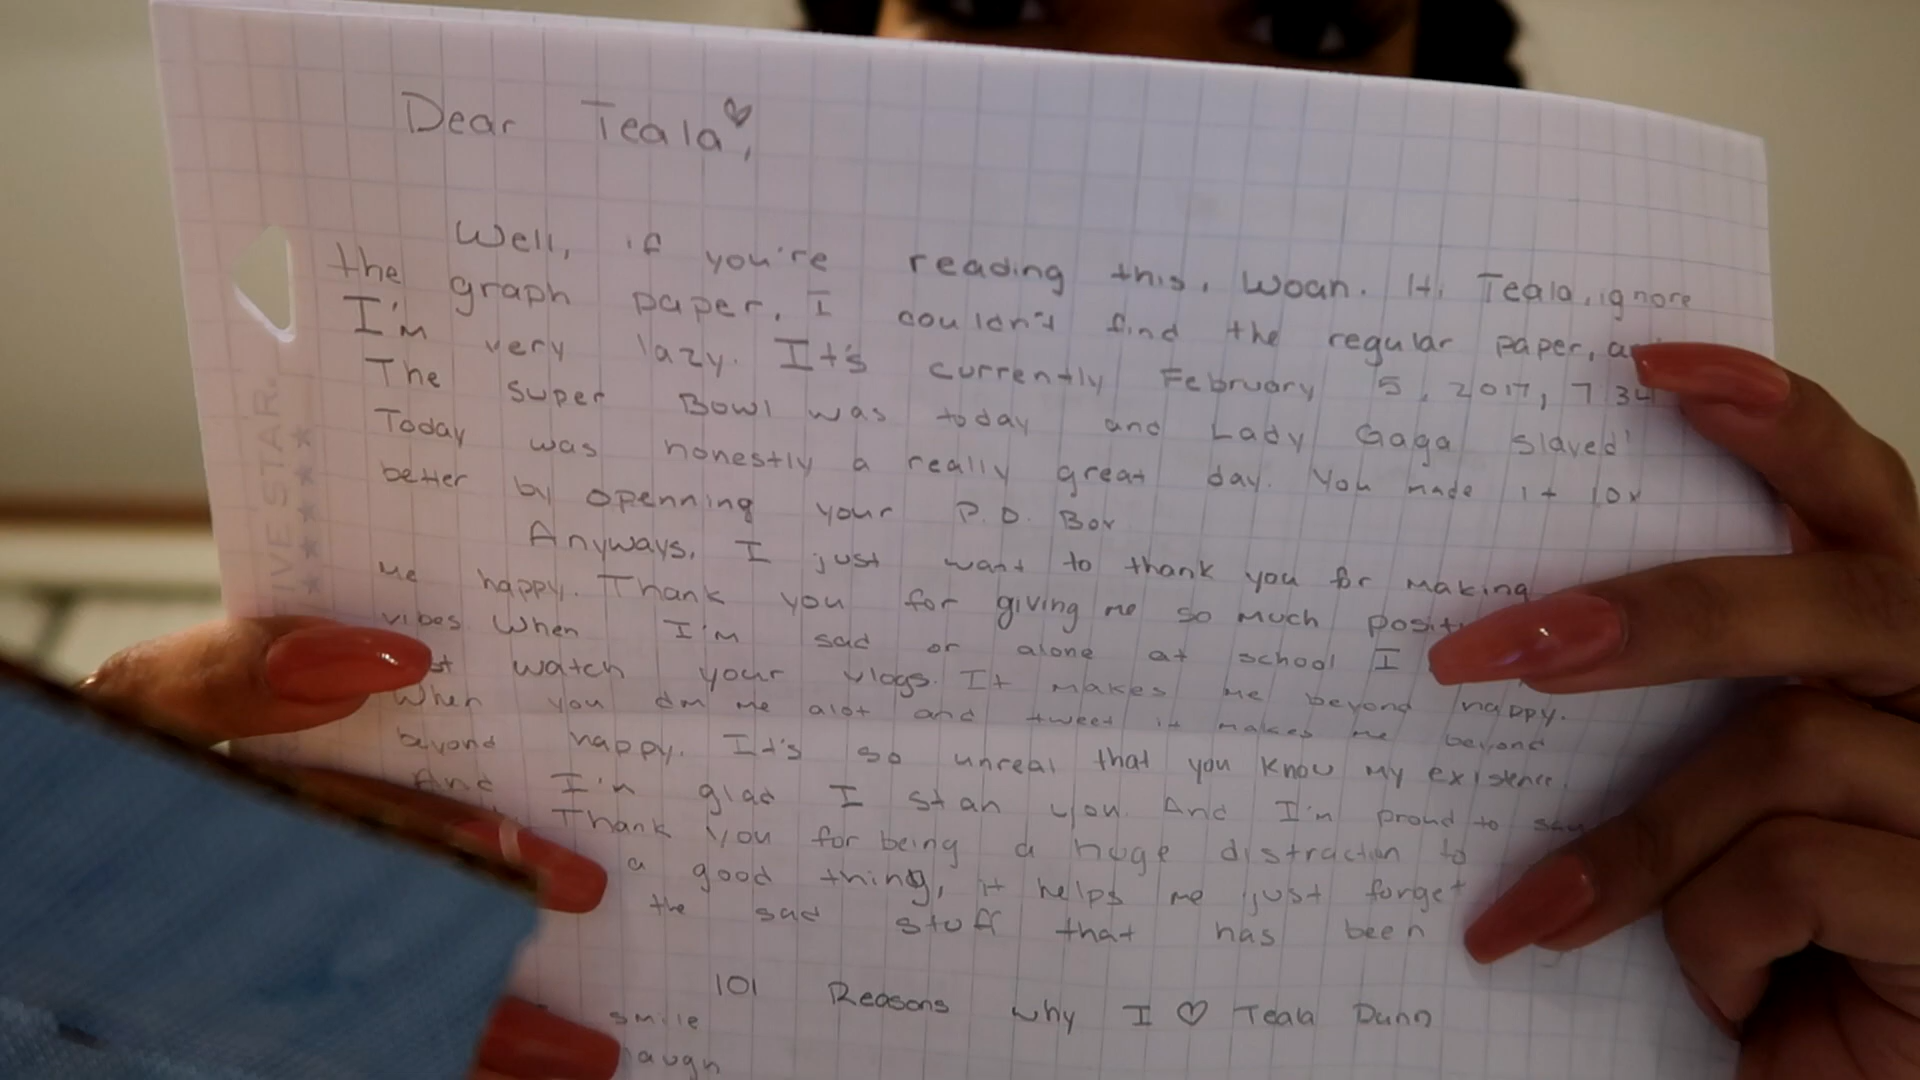 Dear Teala♡,
Well, if you're reading this, Woah. Hi Teala, ignore
the graph paper, I couldn't find the regular paper,
I'm very lazy. It's currently February 5, 2017, 7:34
The super Bowl was today and Lady Gaga slayed!
Today was honestly a really great day. You made it 10x
better by openning your P.O. Box
Anyways, I just want to thank you for making
me happy. Thank you for giving me so much
vibes. When I'm sad or alone at school I
watch your vlogs. It makes me beyond happy.
When you dm me alot and tweet it makes me beyond
beyond happy. It's so unreal that you know my existence.
And I'm glad I stan you. And I'm proud to say
Thank you for being a huge distraction to
a good thing, it helps me just forget
the sad stuff that has been
101 Reasons why I ♡ Teala Dunn
smile
IVE STAR